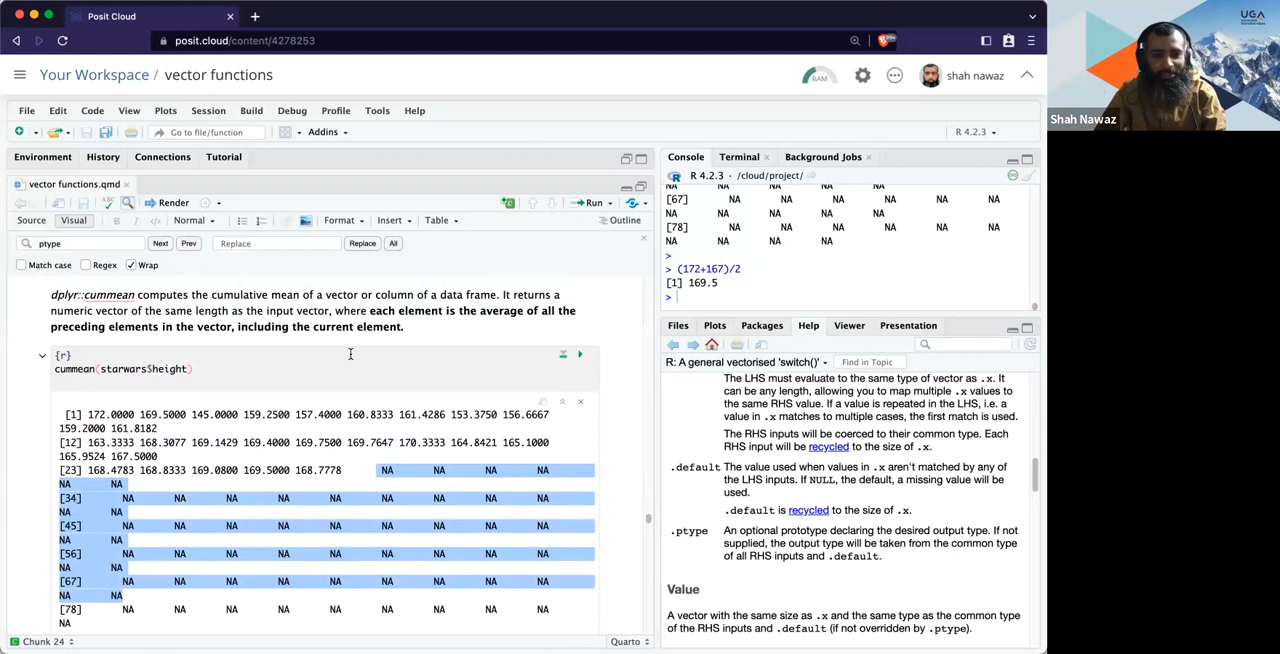 Posit Cloud
posit.cloud/content/4278253
Your Workspace / vector functions
RAM
shah nawaz
File Edit Code View Plots Session Build Debug Profile Tools Help
Go to file/function
Addins
R 4.2.3
Environment History Connections Tutorial
vector functions.qmd
Render
Run
Source Visual
B I
Normal
Format Insert Table
Outline
ptype
Next Prev
Replace
Replace All
Match case Regex Wrap
dplyr::cummean computes the cumulative mean of a vector or column of a data frame. It returns a
numeric vector of the same length as the input vector, where each element is the average of all the
preceding elements in the vector, including the current element.
{r}
cummean(starwars$height)
[1] 172.0000 169.5000 145.0000 159.2500 157.4000 160.8333 161.4286 153.3750 156.6667
159.2000 161.8182
[12] 163.3333 168.3077 169.1429 169.4000 169.7500 169.7647 170.3333 164.8421 165.1000
165.9524 167.5000
[23] 168.4783 168.8333 169.0800 169.5000 168.7778 NA NA NA NA
NA NA
[34] NA NA NA NA NA NA NA NA NA
NA NA
[45] NA NA NA NA NA NA NA NA NA
NA NA
[56] NA NA NA NA NA NA NA NA NA
NA NA
[67] NA NA NA NA NA NA NA NA NA
NA NA
[78] NA NA NA NA NA NA NA NA NA
NA
Chunk 24
Quarto
Console Terminal Background Jobs
R 4.2.3 · /cloud/project/
NA NA NA NA
[67] NA NA NA NA NA NA
NA NA NA NA NA
[78] NA NA NA NA NA NA
NA NA NA NA
>
> (172+167)/2
[1] 169.5
>
Files Plots Packages Help Viewer Presentation
R: A general vectorised 'switch()'
Find in Topic
The LHS must evaluate to the same type of vector as .x. It
can be any length, allowing you to map multiple .x values to
the same RHS value. If a value is repeated in the LHS, i.e. a
value in .x matches to multiple cases, the first match is used.
The RHS inputs will be coerced to their common type. Each
RHS input will be recycled to the size of .x.
.default The value used when values in .x aren't matched by any of
the LHS inputs. If NULL, the default, a missing value will be
used.
.default is recycled to the size of .x.
.ptype An optional prototype declaring the desired output type. If not
supplied, the output type will be taken from the common type
of all RHS inputs and .default.
Value
A vector with the same size as .x and the same type as the common type
of the RHS inputs and .default (if not overridden by .ptype).
UGA
Shah Nawaz